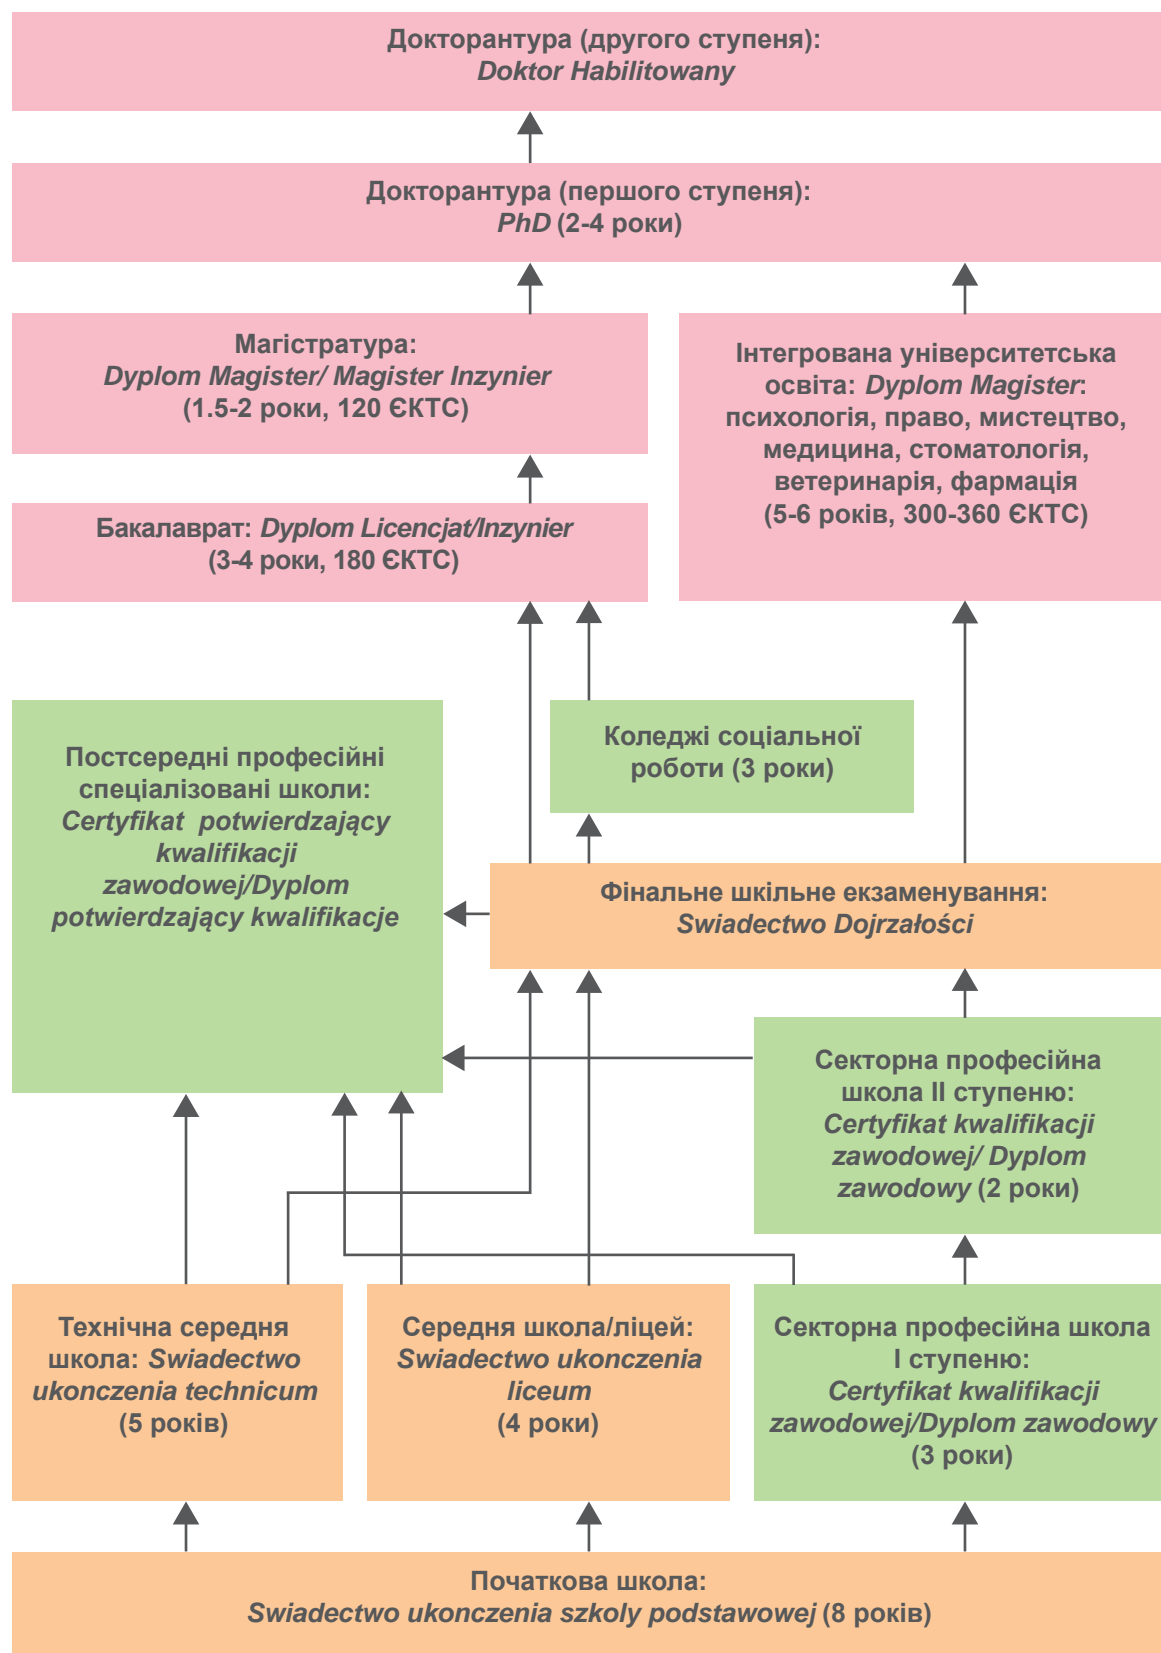 Докторантура (другого ступеня):
Doktor Habilitowany
Докторантура (першого ступеня):
PhD (2-4 роки)
Магістратура:
Dyplom Magister/ Magister Inzynier
(1.5-2 роки, 120 ЄКТС)
Інтегрована університетська
освіта: Dyplom Magister:
психологія, право, мистецтво,
медицина, стоматологія,
ветеринарія, фармація
(5-6 років, 300-360 ЄКТС)
Бакалаврат: Dyplom Licencjat/Inzynier
(3-4 роки, 180 ЄКТС)
Постсередні професійні
спеціалізовані школи:
Certyfikat potwierdzający
kwalifikacji
zawodowej/Dyplom
potwierdzający kwalifikacje
Коледжі соціальної
роботи (3 роки)
Фінальне шкільне екзаменування:
Swiadectwo Dojrzałości
Секторна професійна
школа II ступеню:
Certyfikat kwalifikacji
zawodowej/ Dyplom
zawodowy (2 роки)
Технічна середня
школа: Swiadectwo
ukonczenia technicum
(5 років)
Середня школа/ліцей:
Swiadectwo ukonczenia
liceum
(4 роки)
Секторна професійна школа
I ступеню:
Certyfikat kwalifikacji
zawodowej/Dyplom zawodowy
(3 роки)
Початкова школа:
Swiadectwo ukonczenia szkoly podstawowej (8 років)